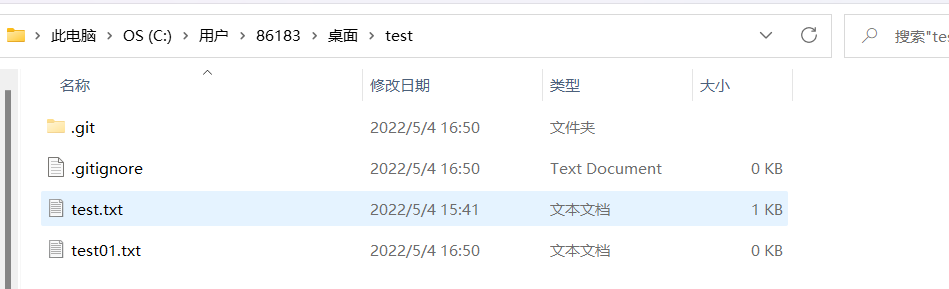 此电脑 > OS (C:) > 用户 > 86183 > 桌面 > test 搜索"tes
名称 修改日期 类型 大小
.git 2022/5/4 16:50 文件夹
.gitignore 2022/5/4 16:50 Text Document 0 KB
test.txt 2022/5/4 15:41 文本文档 1 KB
test01.txt 2022/5/4 16:50 文本文档 0 KB